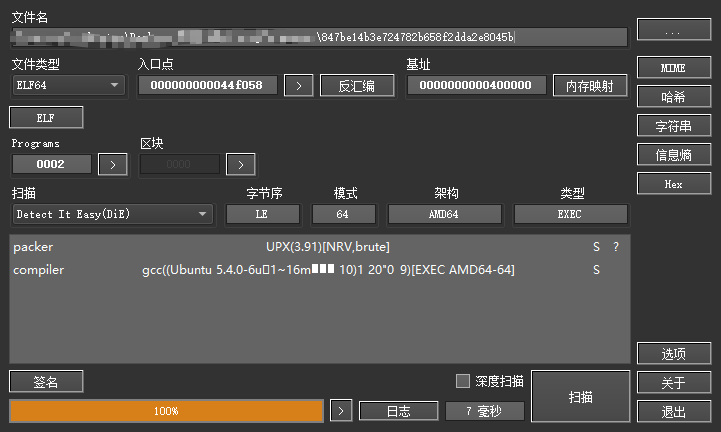 文件名
...
\847be14b3e724782b658f2dda2e8045b
文件类型 入口点 基址
ELF64 000000000044f058 > 反汇编 0000000000400000 内存映射 MIME
哈希
ELF
字符串
Programs 区块
0002 > 0000 > 信息熵
扫描 字节序 模式 架构 类型 Hex
Detect It Easy(DiE) LE 64 AMD64 EXEC
packer UPX(3.91)[NRV,brute] S ?
compiler gcc((Ubuntu 5.4.0-6u□1~16m■■■ 10)1 20"0 9)[EXEC AMD64-64] S
选项
签名 深度扫描 扫描 关于
100% > 日志 7 毫秒 退出